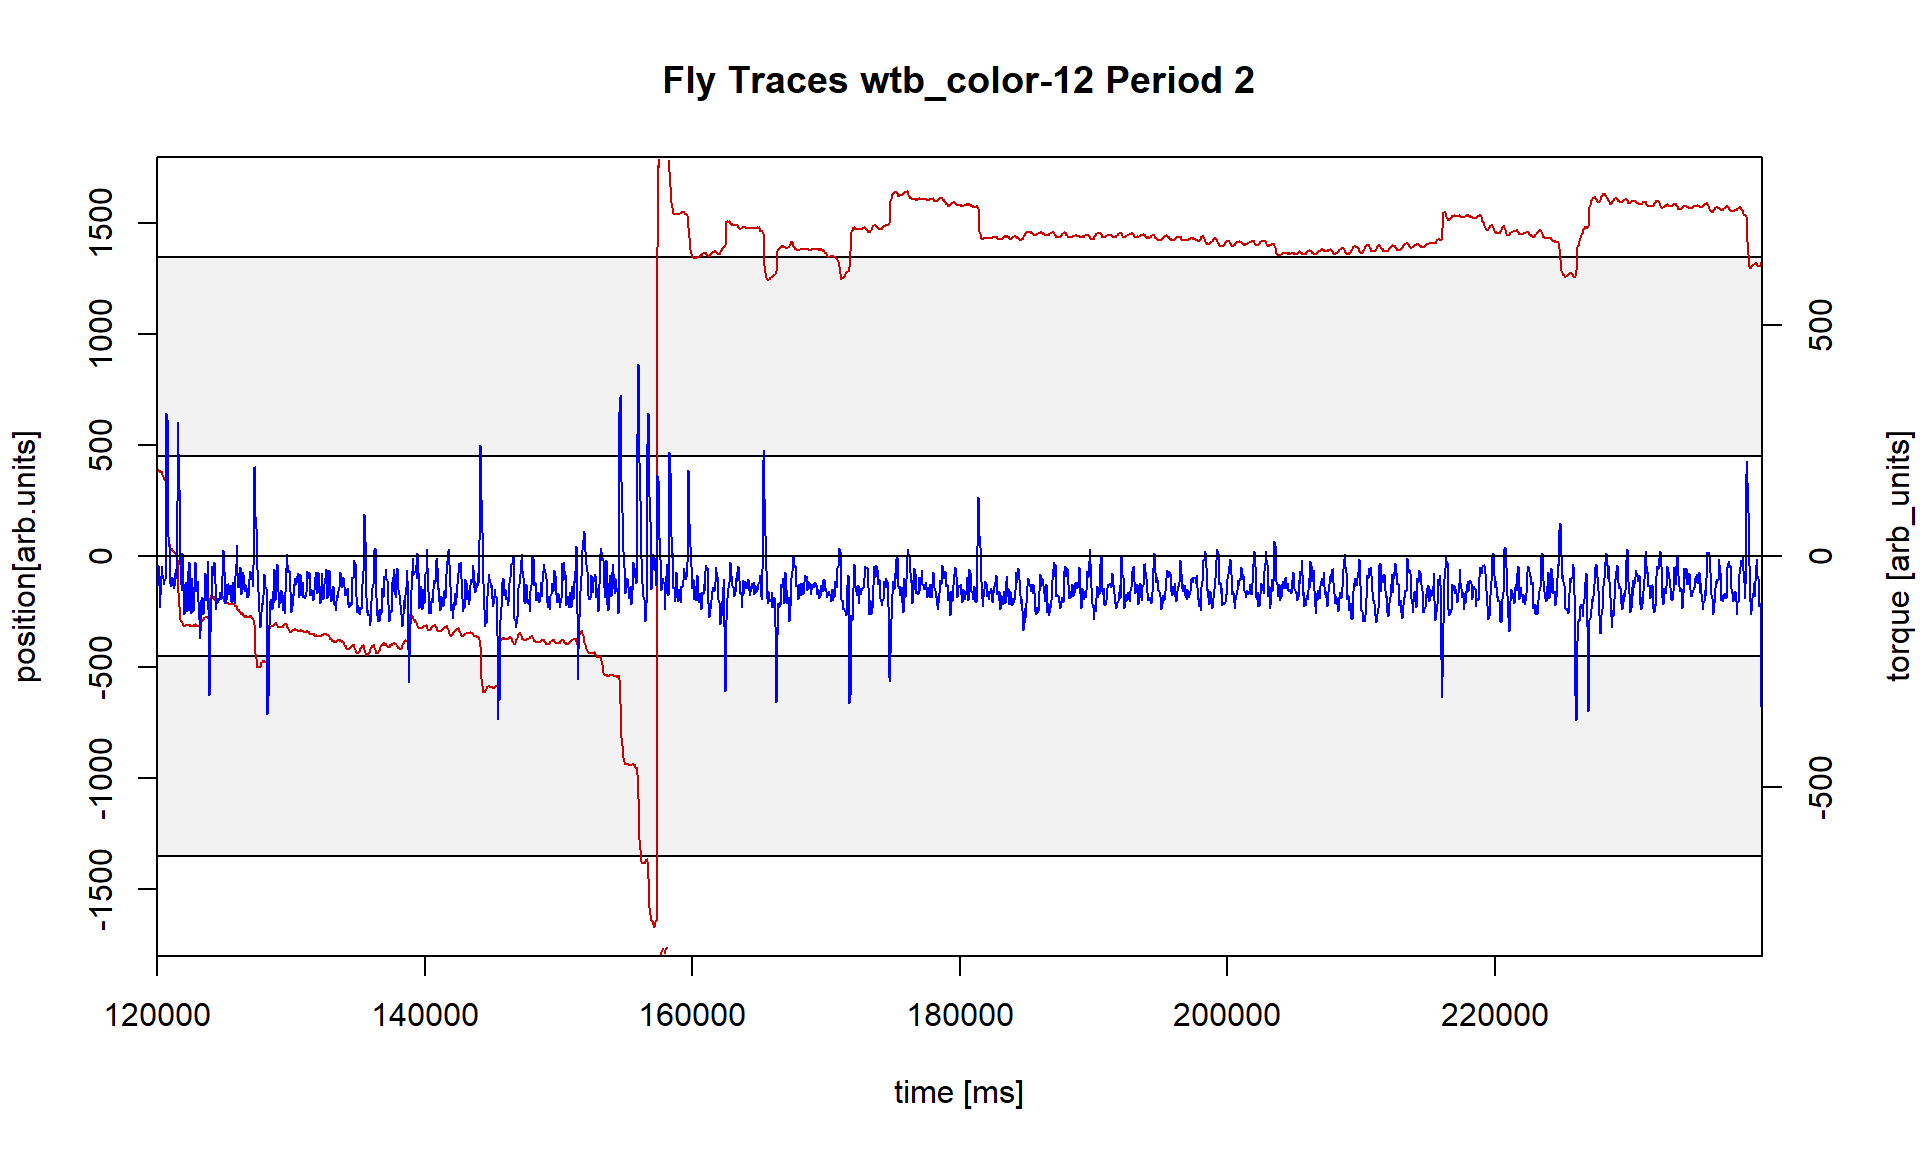 Fly Traces wtb_color-12 Period 2
position[arb.units]
1500
1000
500
0
-500
-1000
-1500
500
0
-500
torque [arb_units]
120000 140000 160000 180000 200000 220000
time [ms]